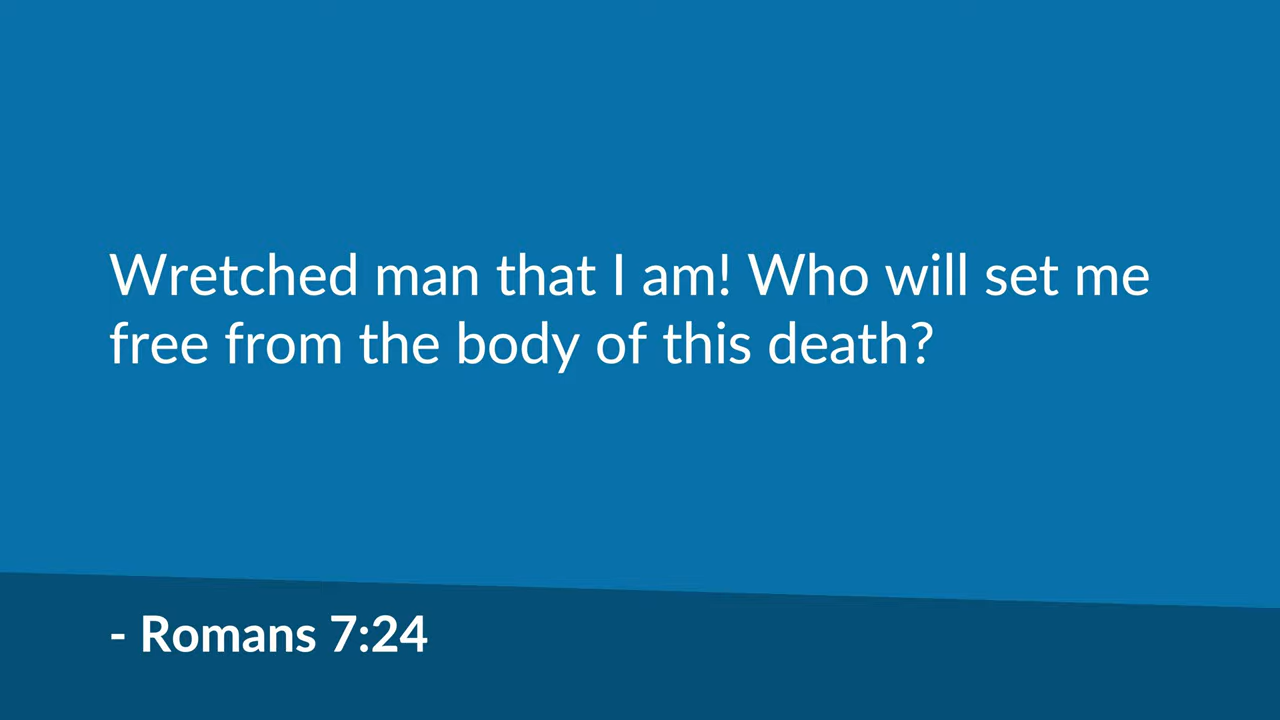 Wretched man that I am! Who will set me
free from the body of this death?
- Romans 7:24